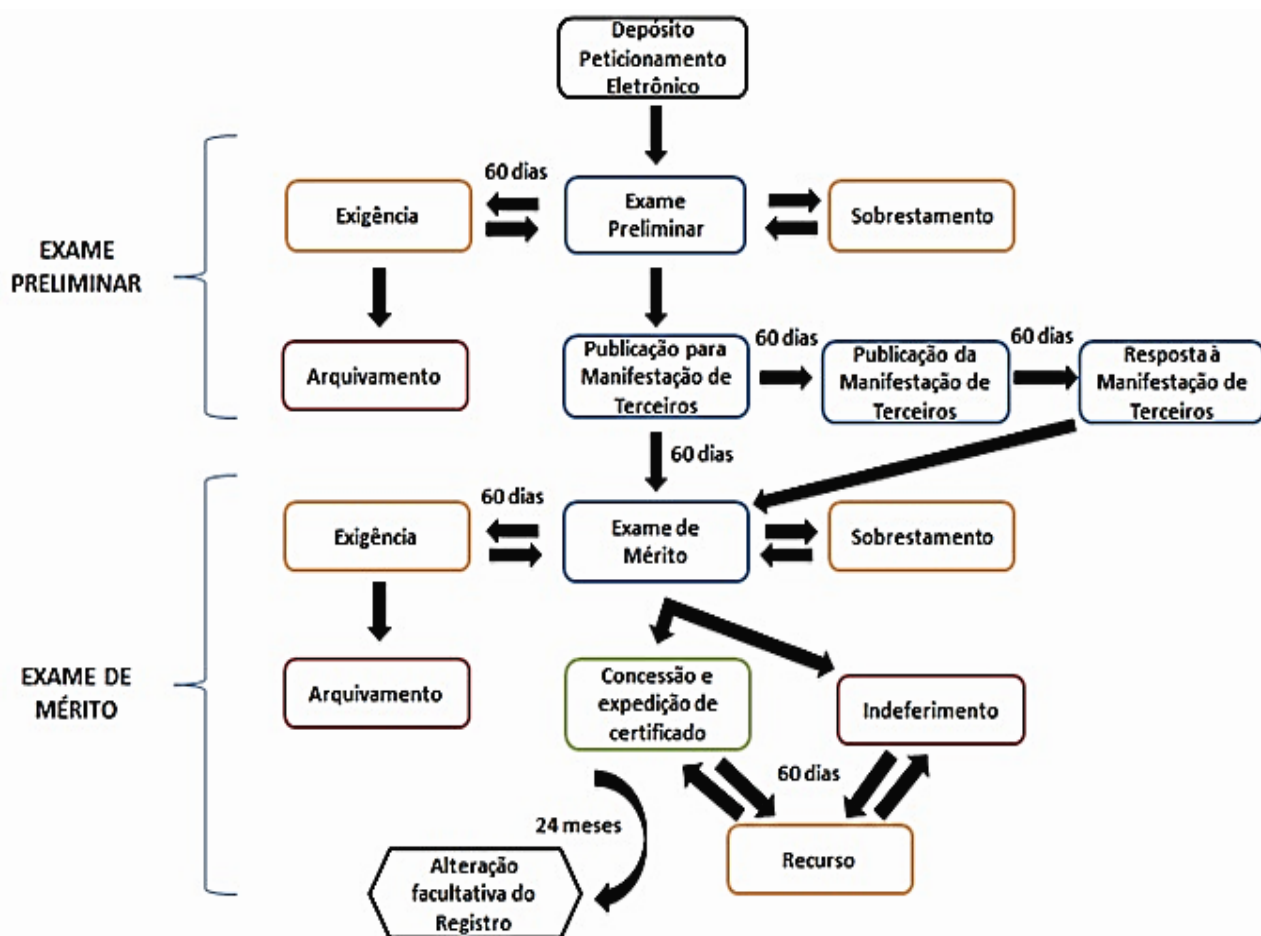 Depósito
Peticionamento
Eletrônico
EXAME
PRELIMINAR
60 dias
Exigência
Exame
Preliminar
Sobrestamento
Arquivamento
Publicação para
Manifestação de
Terceiros
60 dias
Publicação da
Manifestação de
Terceiros
60 dias
Resposta à
Manifestação de
Terceiros
60 dias
EXAME DE
MÉRITO
60 dias
Exigência
Exame de
Mérito
Sobrestamento
Arquivamento
Concessão e
expedição de
certificado
Indeferimento
60 dias
Recurso
24 meses
Alteração
facultativa do
Registro